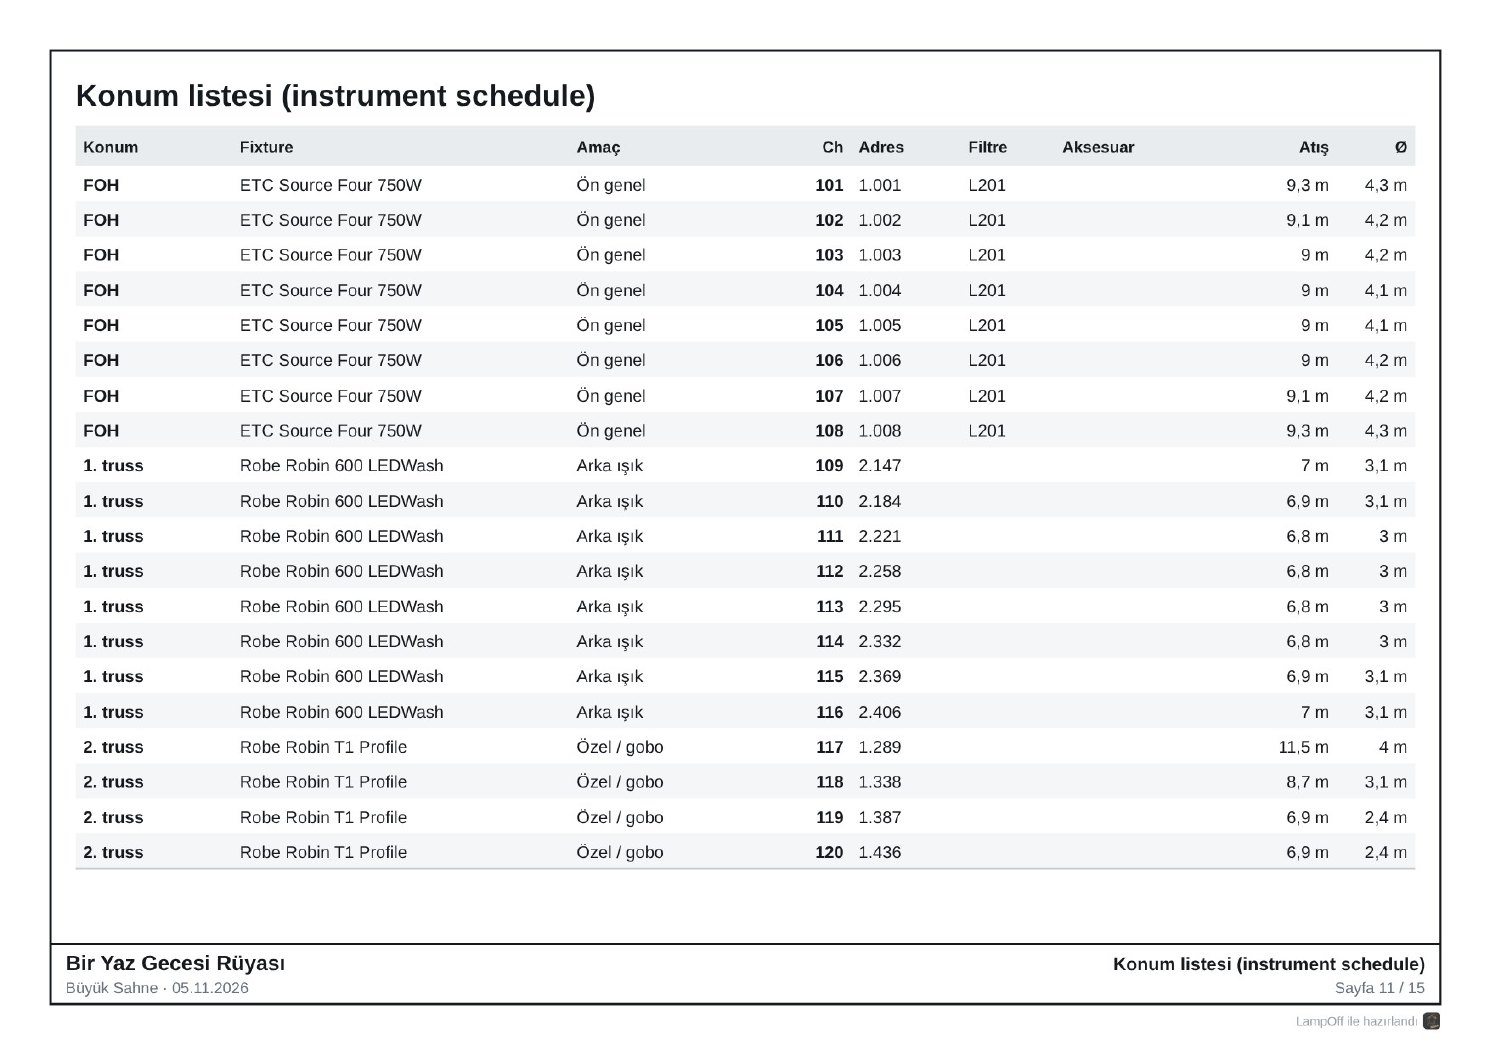 Konum listesi (instrument schedule)
Konum Fixture Amaç Ch Adres Filtre Aksesuar Atış Ø
FOH ETC Source Four 750W Ön genel 101 1.001 L201 9,3 m 4,3 m
FOH ETC Source Four 750W Ön genel 102 1.002 L201 9,1 m 4,2 m
FOH ETC Source Four 750W Ön genel 103 1.003 L201 9 m 4,2 m
FOH ETC Source Four 750W Ön genel 104 1.004 L201 9 m 4,1 m
FOH ETC Source Four 750W Ön genel 105 1.005 L201 9 m 4,1 m
FOH ETC Source Four 750W Ön genel 106 1.006 L201 9 m 4,2 m
FOH ETC Source Four 750W Ön genel 107 1.007 L201 9,1 m 4,2 m
FOH ETC Source Four 750W Ön genel 108 1.008 L201 9,3 m 4,3 m
1. truss Robe Robin 600 LEDWash Arka ışık 109 2.147 7 m 3,1 m
1. truss Robe Robin 600 LEDWash Arka ışık 110 2.184 6,9 m 3,1 m
1. truss Robe Robin 600 LEDWash Arka ışık 111 2.221 6,8 m 3 m
1. truss Robe Robin 600 LEDWash Arka ışık 112 2.258 6,8 m 3 m
1. truss Robe Robin 600 LEDWash Arka ışık 113 2.295 6,8 m 3 m
1. truss Robe Robin 600 LEDWash Arka ışık 114 2.332 6,8 m 3 m
1. truss Robe Robin 600 LEDWash Arka ışık 115 2.369 6,9 m 3,1 m
1. truss Robe Robin 600 LEDWash Arka ışık 116 2.406 7 m 3,1 m
2. truss Robe Robin T1 Profile Özel / gobo 117 1.289 11,5 m 4 m
2. truss Robe Robin T1 Profile Özel / gobo 118 1.338 8,7 m 3,1 m
2. truss Robe Robin T1 Profile Özel / gobo 119 1.387 6,9 m 2,4 m
2. truss Robe Robin T1 Profile Özel / gobo 120 1.436 6,9 m 2,4 m
Bir Yaz Gecesi Rüyası Konum listesi (instrument schedule)
Büyük Sahne · 05.11.2026 Sayfa 11 / 15
LampOff ile hazırlandı